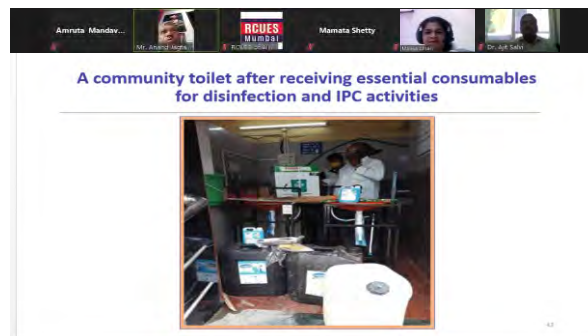 Amruta Mandav...
Mr. Anand Jagta
RCUES
Mumbai
Mamata Shetty
Dr. Ajit Salvi
A community toilet after receiving essential consumables
for disinfection and IPC activities